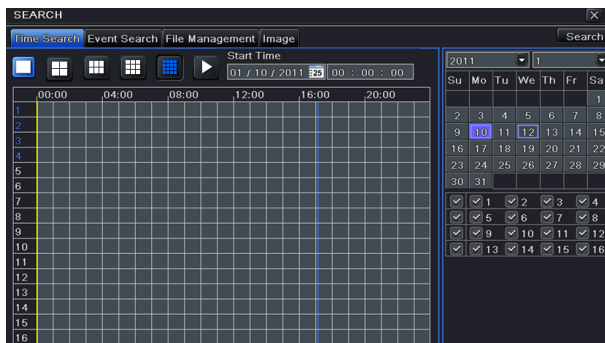 SEARCH
Time Search Event Search File Management Image Search
Start Time
01 / 10 / 2011 25 00 : 00 : 00
00:00 04:00 08:00 12:00 16:00 20:00
1
2
3
4
5
6
7
8
9
10
11
12
13
14
15
16
2011 1
Su Mo Tu We Th Fr Sa
1
2 3 4 5 6 7 8
9 10 11 12 13 14 15
16 17 18 19 20 21 22
23 24 25 26 27 28 29
30 31
1 2 3 4
5 6 7 8
9 10 11 12
13 14 15 16